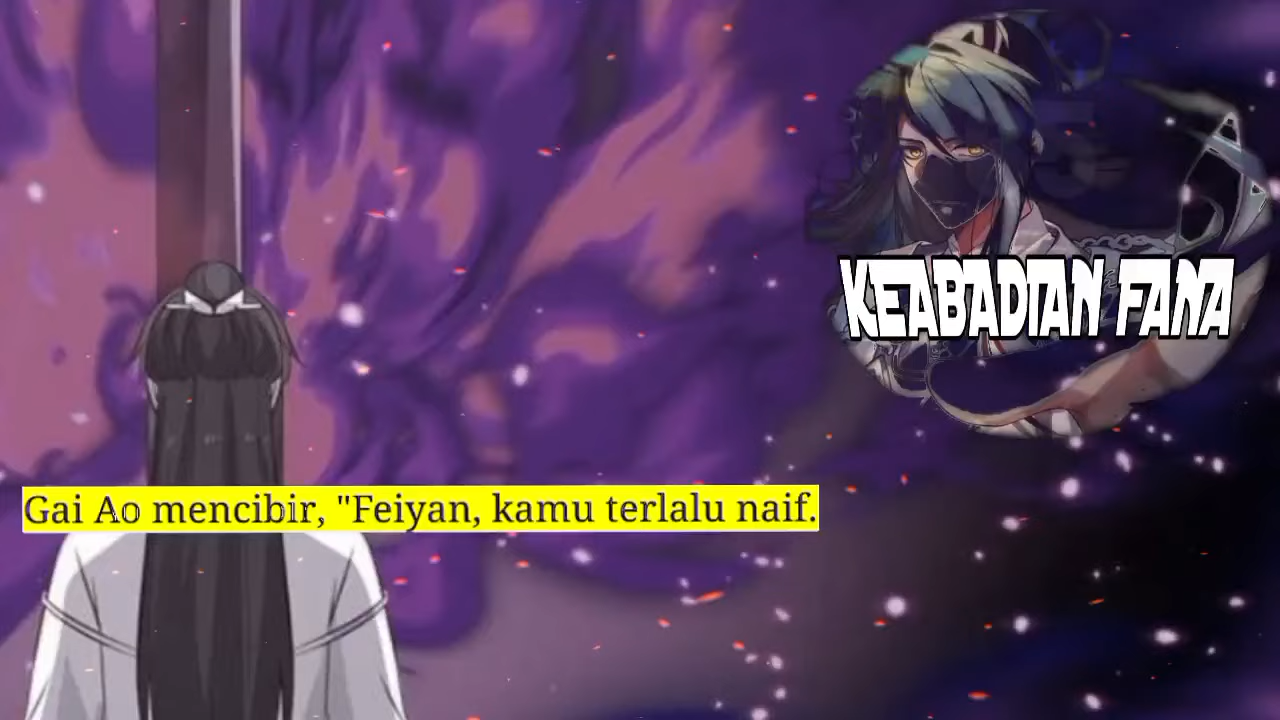 KEABADIAN FANA
Gai Ao mencibir, "Feiyan, kamu terlalu naif.